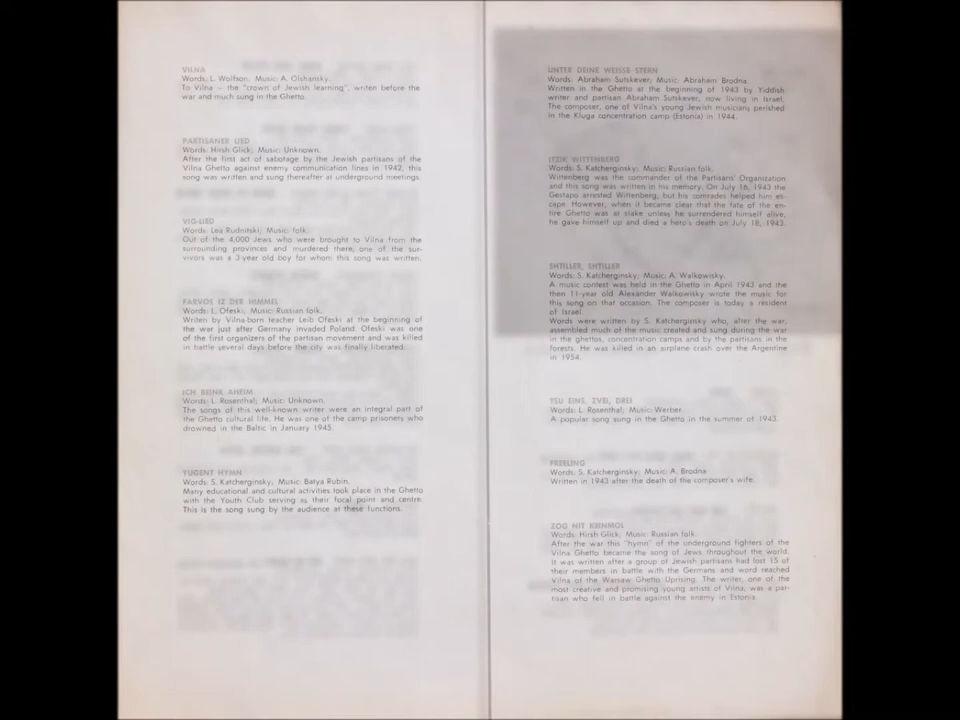 VILNA
Words: L. Wolfson, Music: A. Olshansky.
To Vilna — the "crown of Jewish learning", writen before the
war and much sung in the Ghetto.
PARTISANER LIED
Words: Hirsh Glick; Music: Unknown.
After the first act of sabotage by the Jewish partisans of the
Vilna Ghetto against enemy communication lines in 1942, this
song was written and sung thereafter at underground meetings.
VIG-LIED
Words: Lea Rudnitski; Music: folk.
Out of the 4,000 Jews who were brought to Vilna from the
surrounding provinces and murdered there, one of the sur-
vivors was a 3-year old boy for whom this song was written.
FARVOS IZ DER HIMMEL
Words: L. Ofeski, Music: Russian folk.
Writen by Vilna-born teacher Leib Ofeski at the beginning of
the war just after Germany invaded Poland. Ofeski was one
of the first organizers of the partisan movement and was killed
in battle several days before the city was finally liberated.
ICH BEINK AHEIM
Words: L. Rosenthal; Music: Unknown.
The songs of this well-known writer were an integral part of
the Ghetto cultural life. He was one of the camp prisoners who
drowned in the Baltic in January 1945.
YUGENT HYMN
Words: S. Katcherginsky; Music: Batya Rubin.
Many educational and cultural activities took place in the Ghetto
with the Youth Club serving as their focal point and centre.
This is the song sung by the audience at these functions.
UNTER DEINE WEISSE STERN
Words: Abraham Sutskever; Music: Abraham Brodna.
Written in the Ghetto at the beginning of 1943 by Yiddish
writer and partisan Abraham Sutskever, now living in Israel.
The composer, one of Vilna's young Jewish musicians perished
in the Kluga concentration camp (Estonia) in 1944.
ITZIK WITTENBERG
Words: S. Katcherginsky; Music: Russian folk.
Wittenberg was the commander of the Partisans' Organization
and this song was written in his memory. On July 16, 1943 the
Gestapo arrested Wittenberg, but his comrades helped him es-
cape. However, when it became clear that the fate of the en-
tire Ghetto was at stake unless he surrendered himself alive,
he gave himself up and died a hero's death on July 18, 1943.
SHTILLER, SHTILLER
Words: S. Katcherginsky; Music: A. Walkowisky.
A music contest was held in the Ghetto in April 1943 and the
then 11-year old Alexander Walkowisky wrote the music for
this song on that occasion. The composer is today a resident
of Israel.
Words were written by S. Katcherginsky who, after the war,
assembled much of the music created and sung during the war
in the ghettos, concentration camps and by the partisans in the
forests. He was killed in an airplane crash over the Argentine
in 1954.
TSU EINS, ZVEI, DREI
Words: L. Rosenthal; Music: Werber.
A popular song sung in the Ghetto in the summer of 1943.
FREELING
Words: S. Katcherginsky; Music: A. Brodna
Written in 1943 after the death of the composer's wife.
ZOG NIT KEINMOL
Words: Hirsh Glick; Music: Russian folk.
After the war this "hymn" of the underground fighters of the
Vilna Ghetto became the song of Jews throughout the world.
It was written after a group of Jewish partisans had lost 15 of
their members in battle with the Germans and word reached
Vilna of the Warsaw Ghetto Uprising. The writer, one of the
most creative and promising young artists of Vilna, was a par-
tisan who fell in battle against the enemy in Estonia.